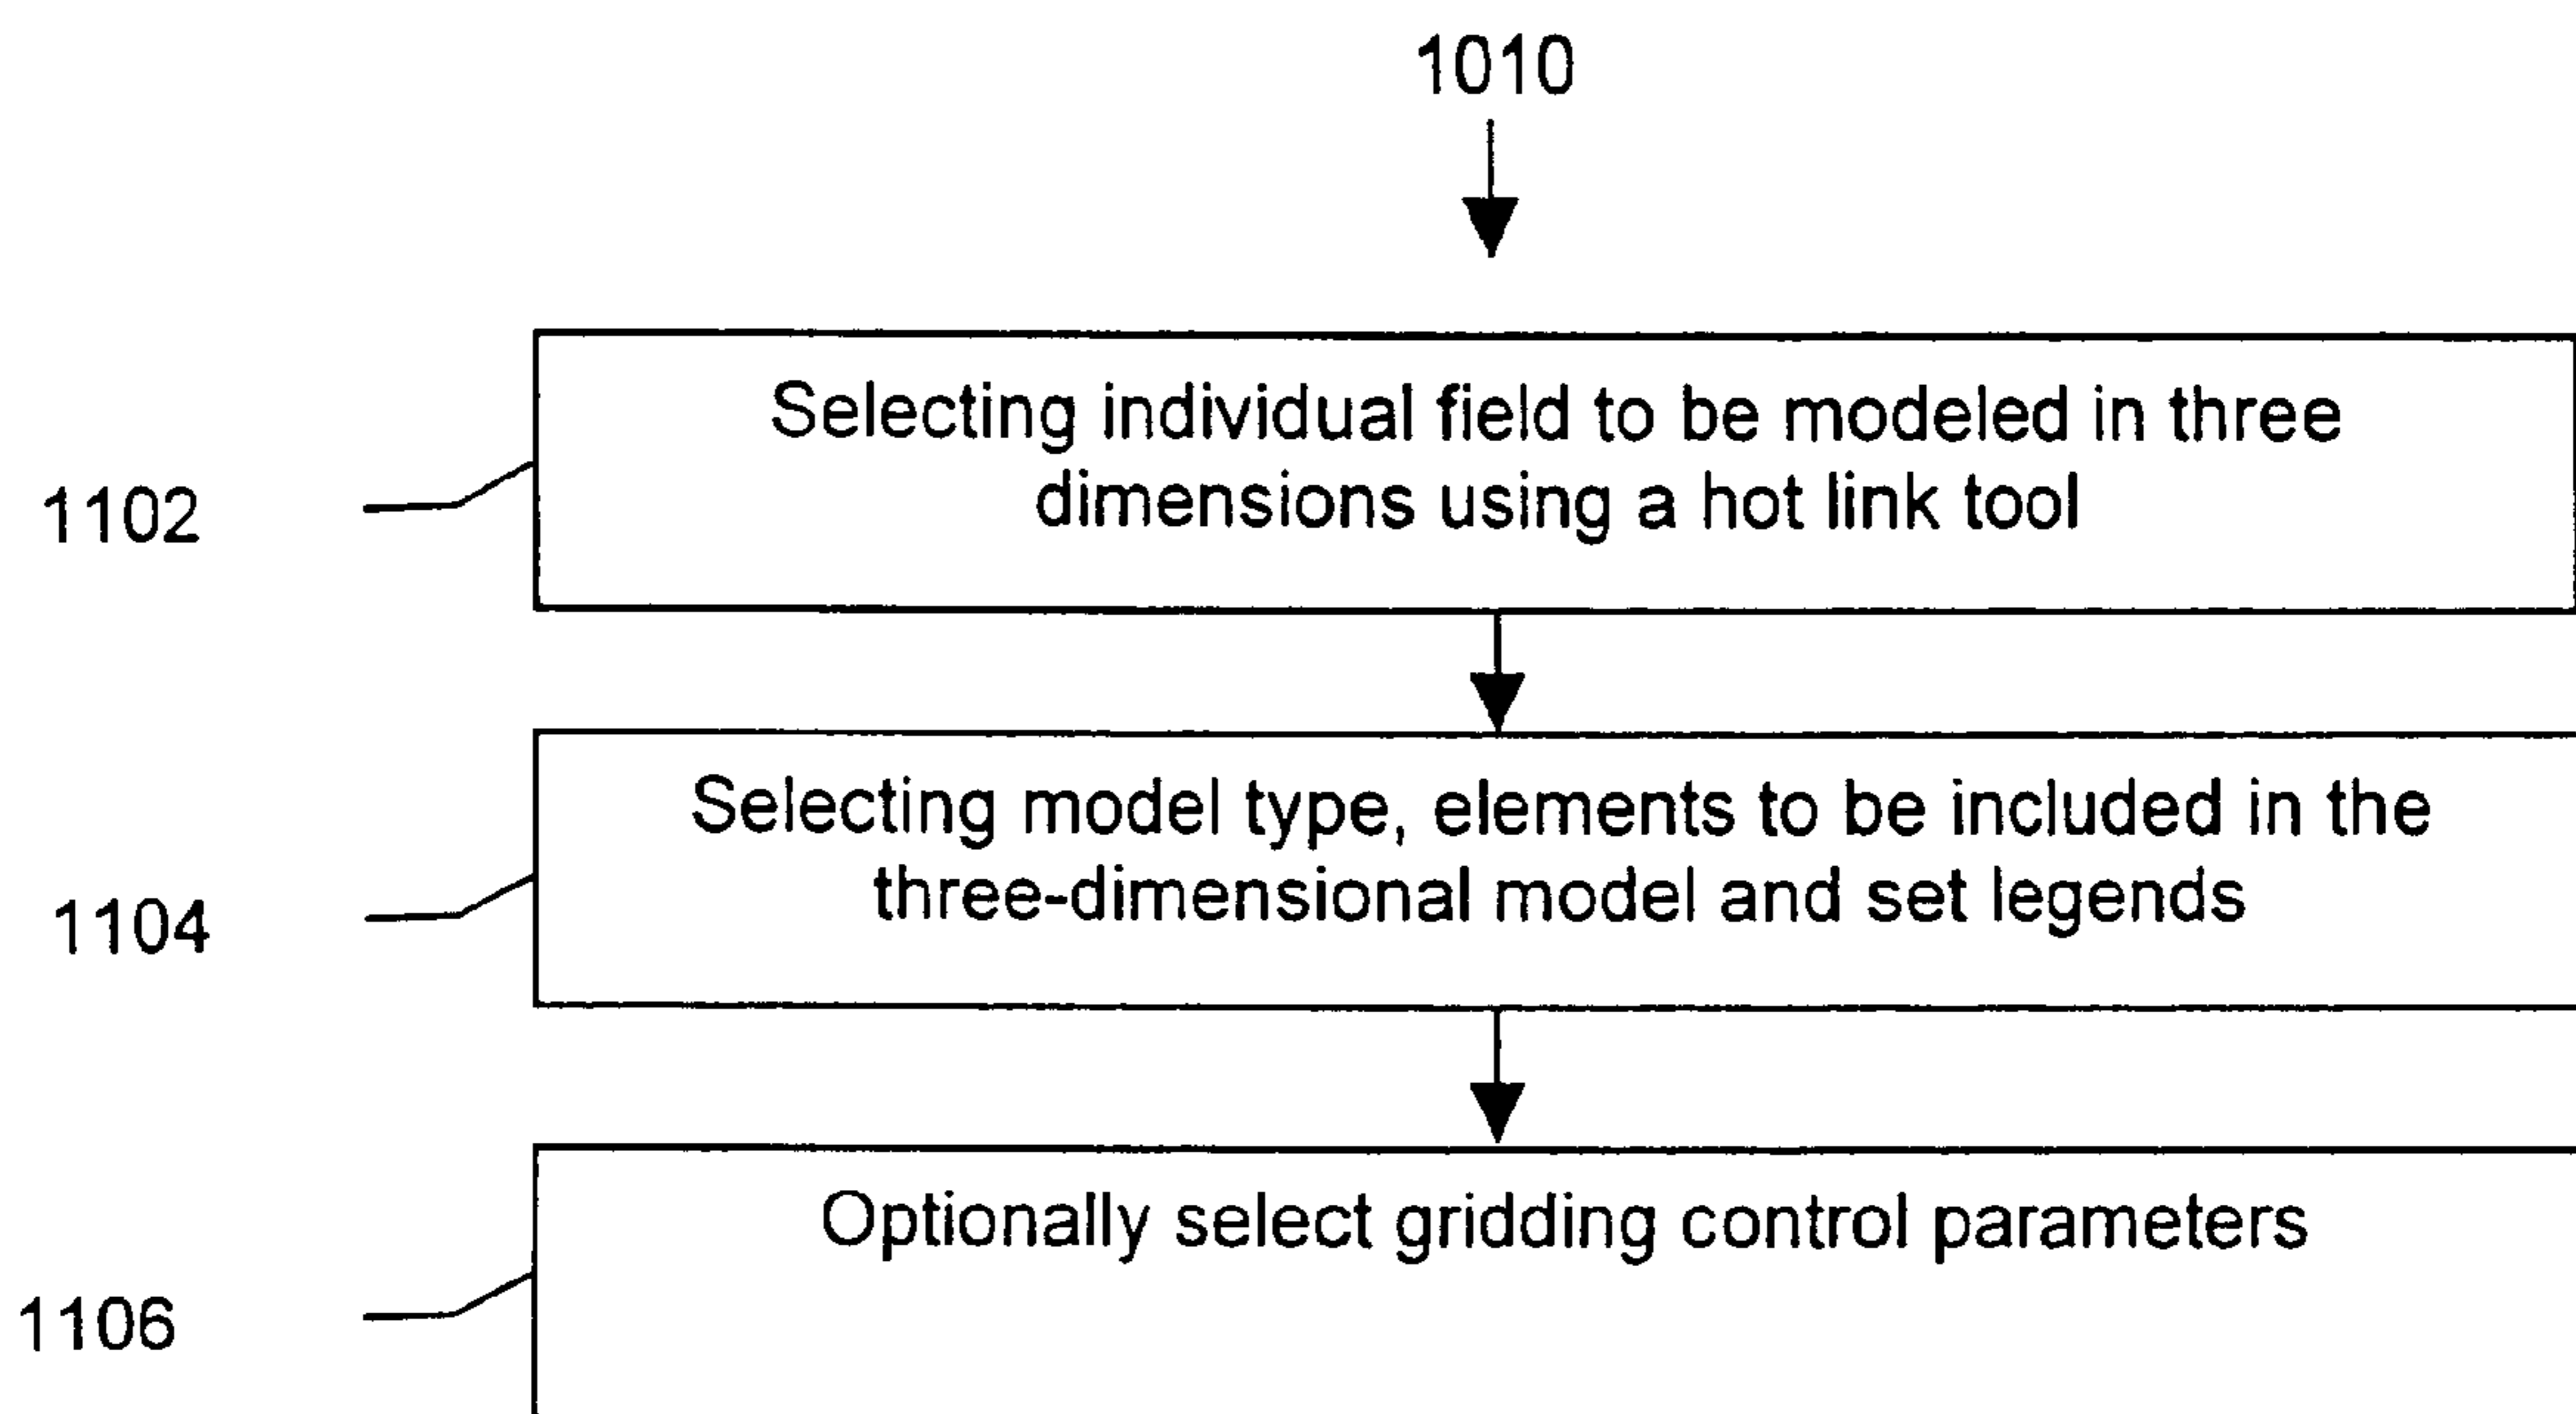 1010
Selecting individual field to be modeled in three
dimensions using a hot link tool
1102
Selecting model type, elements to be included in the
three-dimensional model and set legends
1104
Optionally select gridding control parameters
1106